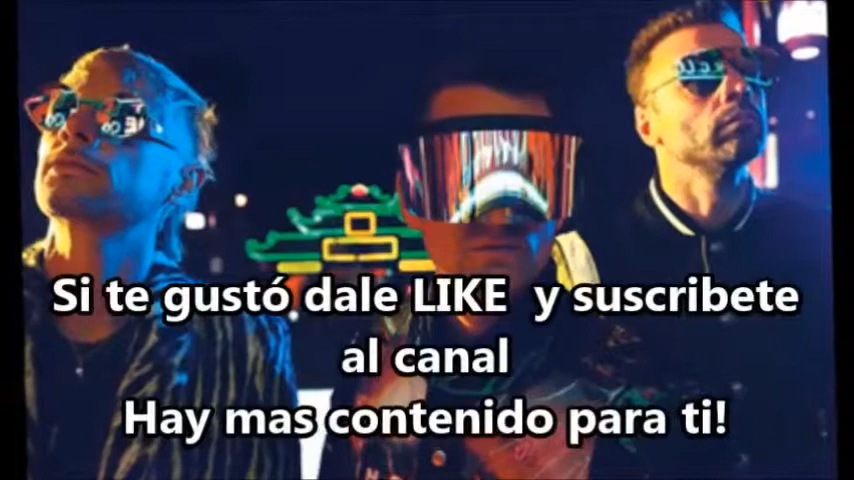 Si te gustó dale LIKE  y suscribete
al canal
Hay mas contenido para ti!